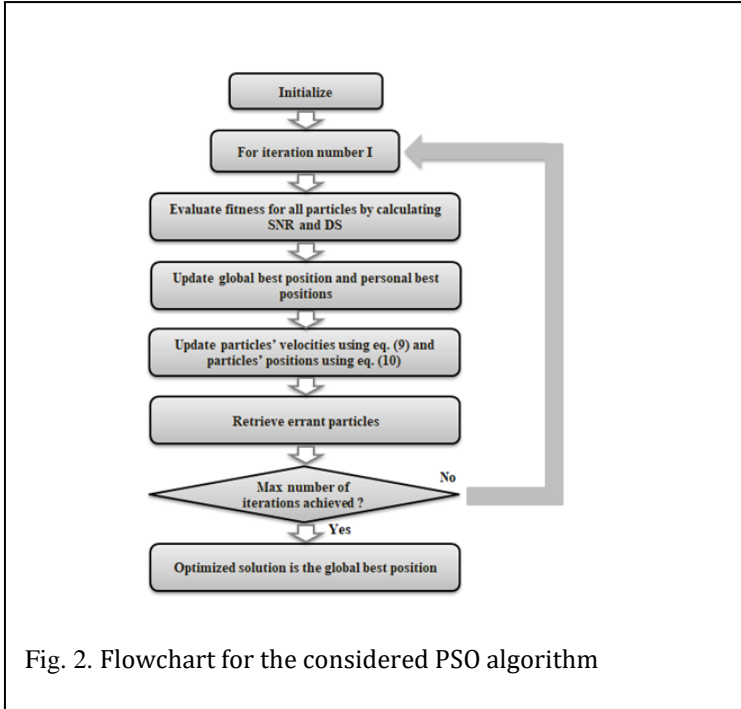 Initialize
For iteration number I
Evaluate fitness for all particles by calculating
SNR and DS
Update global best position and personal best
positions
Update particles' velocities using eq. (9) and
particles' positions using eq. (10)
Retrieve errant particles
Max number of
iterations achieved ?
No
Yes
Optimized solution is the global best position
Fig. 2. Flowchart for the considered PSO algorithm